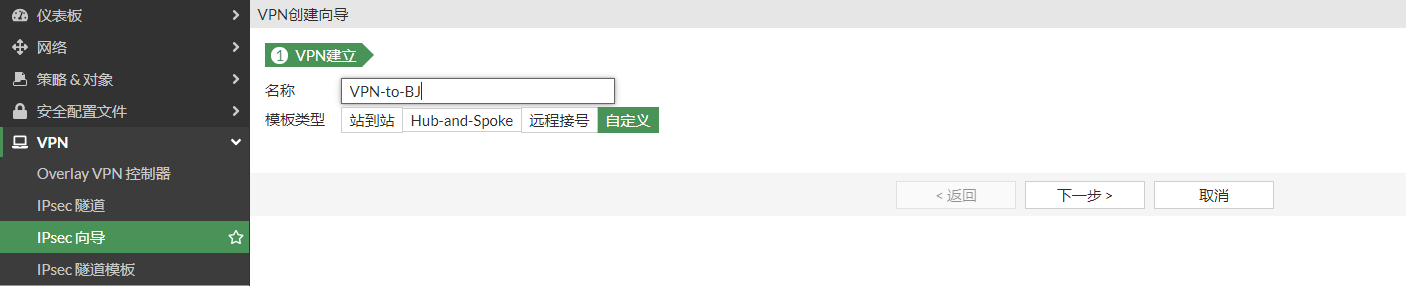 仪表板
网络
策略 & 对象
安全配置文件
VPN
Overlay VPN 控制器
IPsec 隧道
IPsec 向导
IPsec 隧道模板
VPN创建向导
1 VPN建立
名称 VPN-to-BJ
模板类型 站到站 Hub-and-Spoke 远程接号 自定义
< 返回 下一步 > 取消